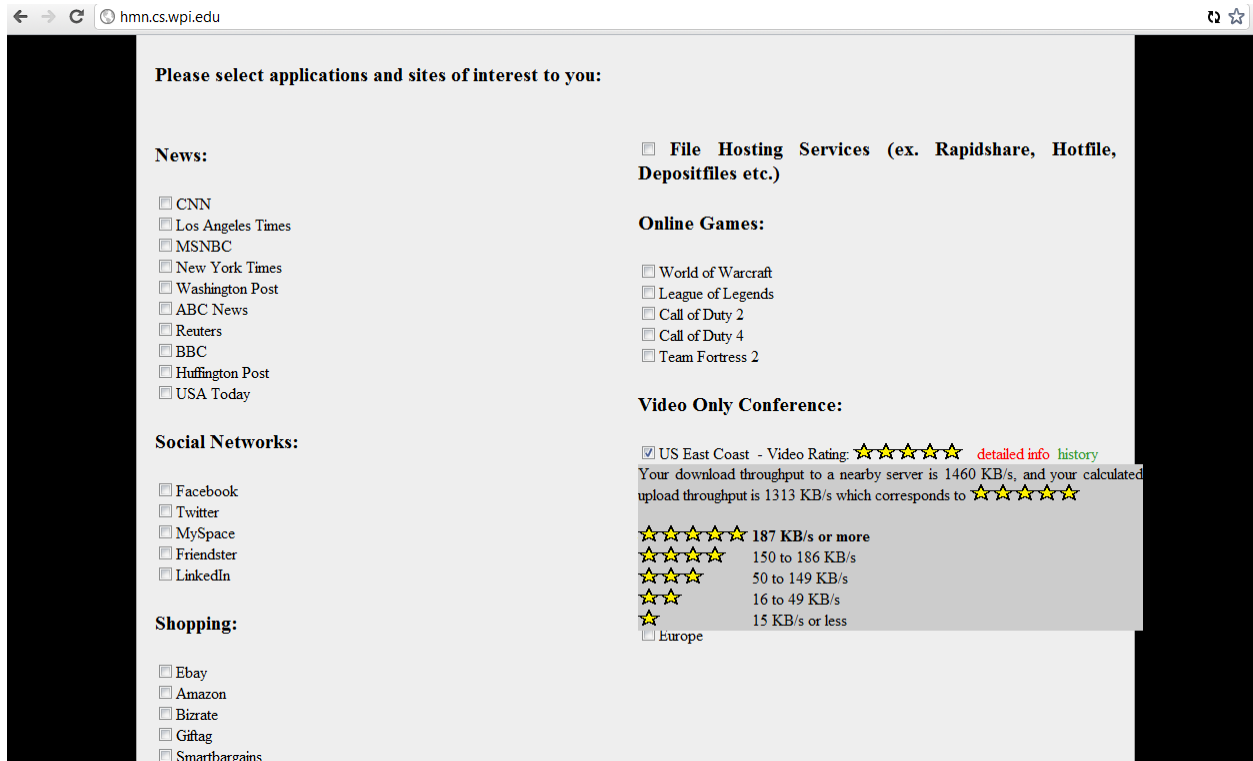 hmn.cs.wpi.edu
Please select applications and sites of interest to you:
News:
CNN
Los Angeles Times
MSNBC
New York Times
Washington Post
ABC News
Reuters
BBC
Huffington Post
USA Today
Social Networks:
Facebook
Twitter
MySpace
Friendster
LinkedIn
Shopping:
Ebay
Amazon
Bizrate
Giftag
Smartbargains
File Hosting Services (ex. Rapidshare, Hotfile,
Depositfiles etc.)
Online Games:
World of Warcraft
League of Legends
Call of Duty 2
Call of Duty 4
Team Fortress 2
Video Only Conference:
US East Coast - Video Rating: detailed info history
Your download throughput to a nearby server is 1460 KB/s, and your calculated
upload throughput is 1313 KB/s which corresponds to
187 KB/s or more
150 to 186 KB/s
50 to 149 KB/s
16 to 49 KB/s
15 KB/s or less
Europe